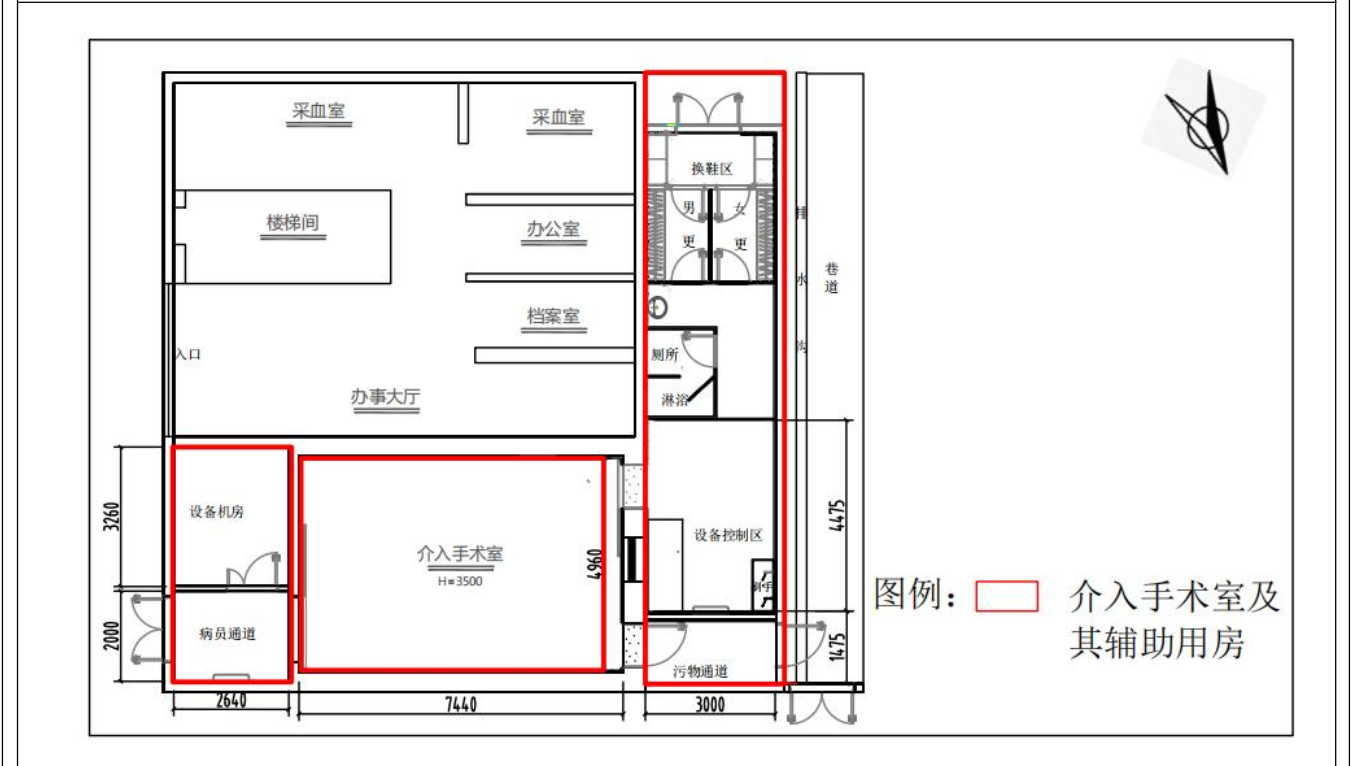 采血室
采血室
换鞋区
楼梯间
办公室
男
更
女
更
排
水
沟
巷
道
档案室
入口
厕所
淋浴
办事大厅
3260
设备机房
介入手术室
H=3500
4960
设备控制区
刷手
4475
图例：
介入手术室及
其辅助用房
2000
病员通道
污物通道
1475
2640
7440
3000